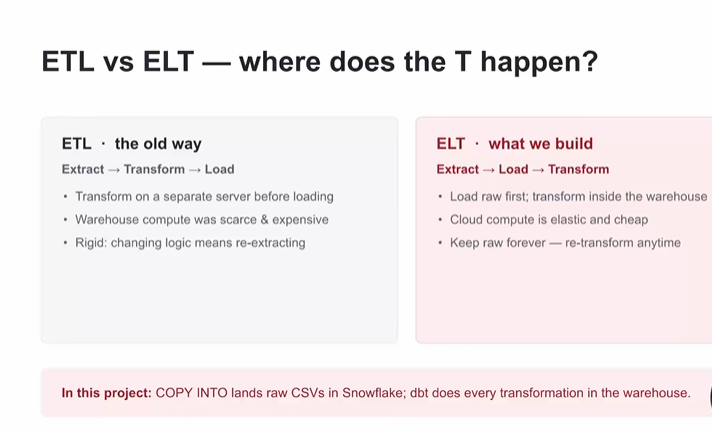 ETL vs ELT — where does the T happen?
ETL · the old way
Extract → Transform → Load
• Transform on a separate server before loading
• Warehouse compute was scarce & expensive
• Rigid: changing logic means re-extracting
ELT · what we build
Extract → Load → Transform
• Load raw first; transform inside the warehouse
• Cloud compute is elastic and cheap
• Keep raw forever — re-transform anytime
In this project: COPY INTO lands raw CSVs in Snowflake; dbt does every transformation in the warehouse.